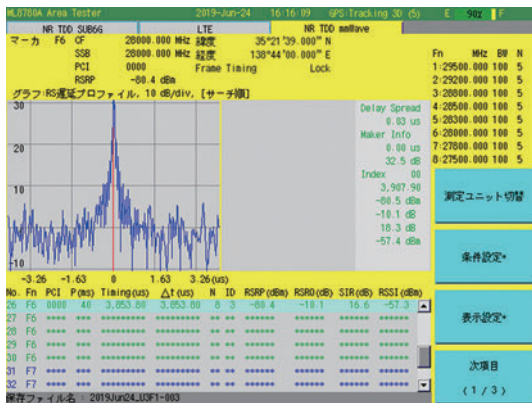 ML8780A Area Tester 2019-Jun-24 16:16:09 GPS:Tracking 3D (5) E 90% F
NR TDD SUB6G LTE NR TDD mmWave
マーカ F6 CF 28000.000 MHz 緯度 35°21'39.000" N
SSB 28000.000 MHz 経度 138°44'00.000" E
PCI 0000 Frame Timing Lock
RSRP -80.4 dBm
グラフ:RS遅延プロファイル, 10 dB/div, [サーチ順]
Fn MHz BW N
1:29500.000 100 5
2:29200.000 100 5
3:28800.000 100 5
4:28500.000 100 5
5:28300.000 100 5
6:28000.000 100 5
7:27800.000 100 5
8:27500.000 100 5
30
20
10
-10
-3.26 -1.63 0 1.63 3.26(us)
Delay Spread
0.03 us
Maker Info
0.00 us
32.5 dB
Index 00
3,907.90
-80.5 dBm
-10.1 dB
18.3 dB
-57.4 dBm
測定ユニット切替
条件設定*
表示設定*
次項目
(1/3)
No. Fn PCI P(ms) Timing(us) △t(us) N ID RSRP(dBm) RSRQ(dB) SIR(dB) RSSI(dBm)
26 F6 0000 40 3,853.80 3,053.80 8 3 -80.4 -10.1 16.6 -57.3
27 F6 **** *** ******** ******** ** ** ****** ****** ****** ******
28 F6 **** *** ******** ******** ** ** ****** ****** ****** ******
29 F6 **** *** ******** ******** ** ** ****** ****** ****** ******
30 F6 **** *** ******** ******** ** ** ****** ****** ****** ******
31 F7 **** *** ******** ******** ** ** ****** ****** ****** ******
32 F7 **** *** ******** ******** ** ** ****** ****** ****** ******
保存ファイル名 : 2019Jun24_U3F1-003